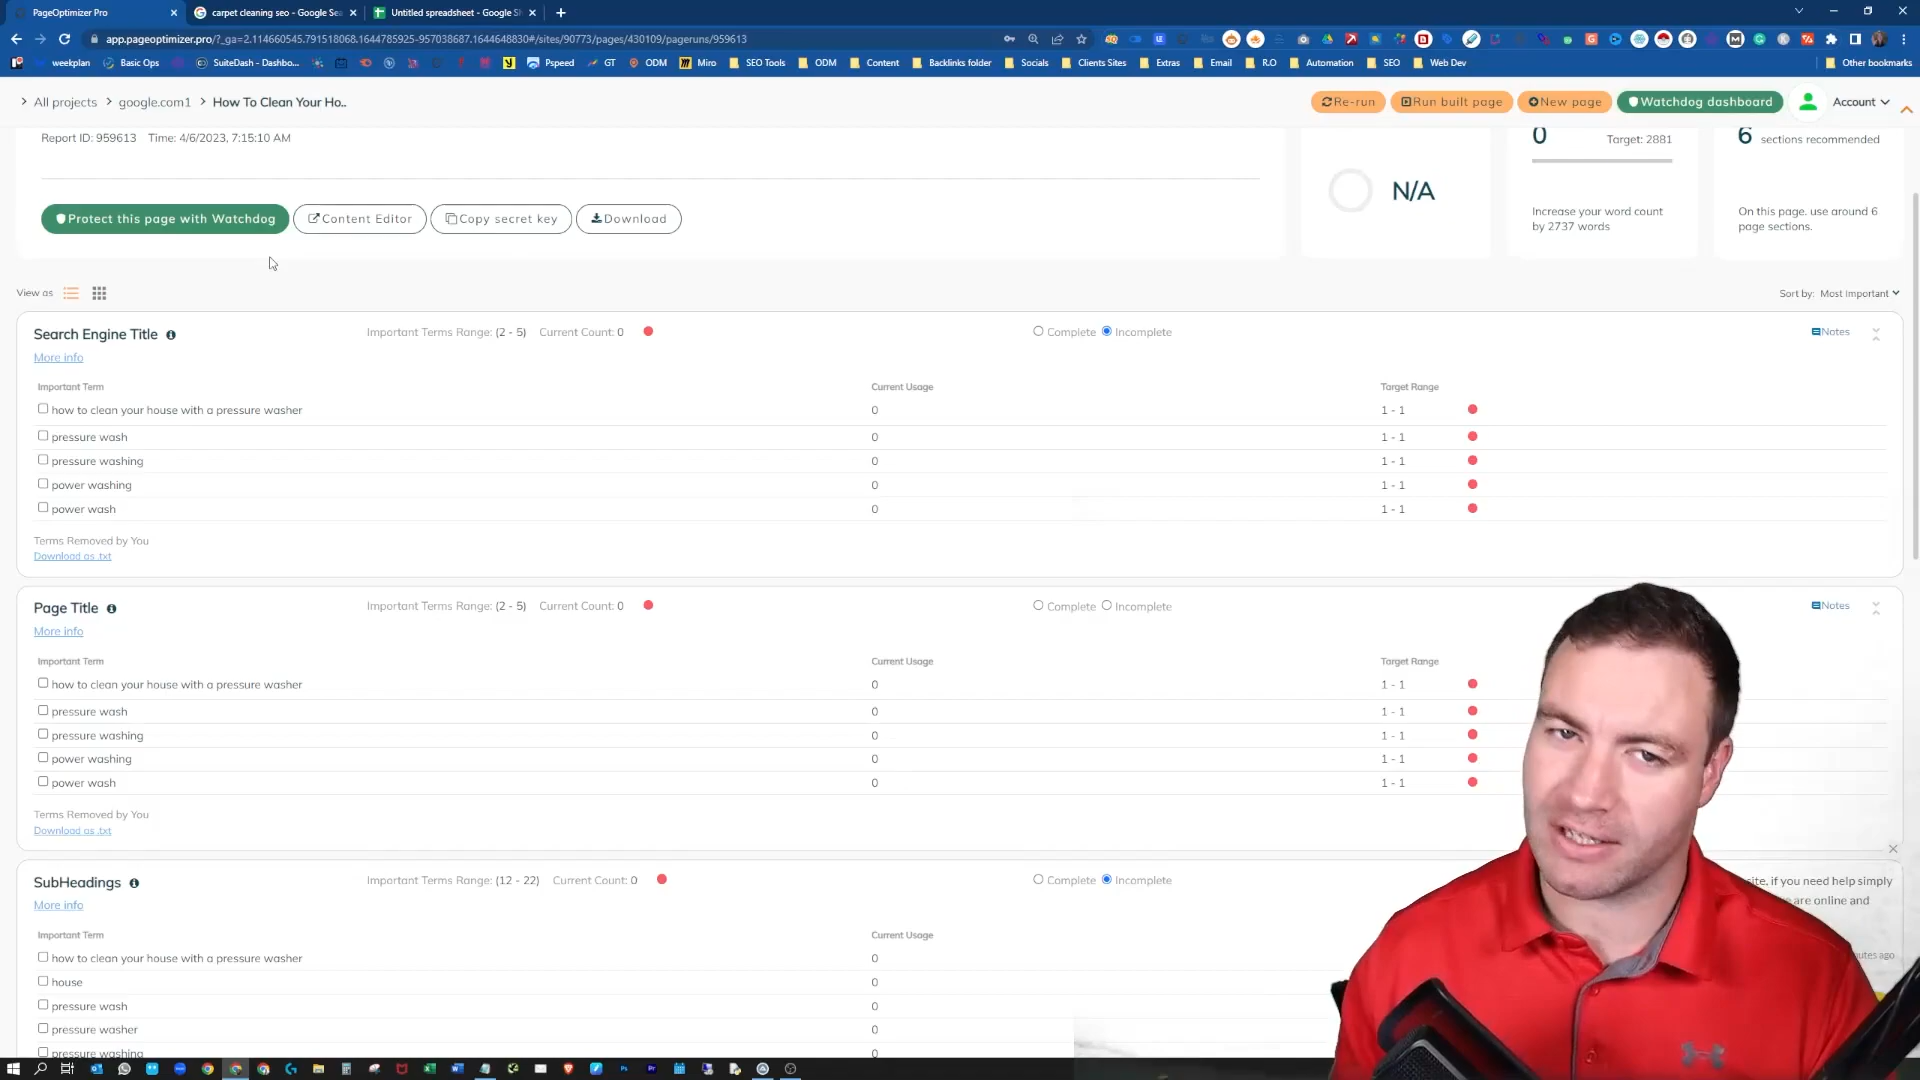 PageOptimizer Pro
carpet cleaning seo - Google Sea
Untitled spreadsheet - Google Sh
app.pageoptimizer.pro/?_ga=2.114660545.791518068.1644785925-957038687.1644648830#/sites/90773/pages/430109/pageruns/959613
weekplan Basic Ops SuiteDash - Dashbo... Pspeed GT ODM Miro SEO Tools ODM Content Backlinks folder Socials Clients Sites Extras Email R.O Automation SEO Web Dev Other bookmarks
All projects > google.com1 > How To Clean Your Ho..
Re-run Run built page New page Watchdog dashboard Account
Report ID: 959613 Time: 4/6/2023, 7:15:10 AM
0 Target: 2881
6 sections recommended
N/A
Increase your word count
by 2737 words
On this page. use around 6
page sections.
Protect this page with Watchdog Content Editor Copy secret key Download
View as
Sort by: Most Important
Search Engine Title Important Terms Range: (2 - 5) Current Count: 0 Complete Incomplete Notes
More info
Important Term Current Usage Target Range
how to clean your house with a pressure washer 0 1 - 1
pressure wash 0 1 - 1
pressure washing 0 1 - 1
power washing 0 1 - 1
power wash 0 1 - 1
Terms Removed by You
Download as .txt
Page Title Important Terms Range: (2 - 5) Current Count: 0 Complete Incomplete Notes
More info
Important Term Current Usage Target Range
how to clean your house with a pressure washer 0 1 - 1
pressure wash 0 1 - 1
pressure washing 0 1 - 1
power washing 0 1 - 1
power wash 0 1 - 1
Terms Removed by You
Download as .txt
SubHeadings Important Terms Range: (12 - 22) Current Count: 0 Complete Incomplete
More info
site, if you need help simply
are online and
Important Term Current Usage
how to clean your house with a pressure washer 0
house 0
pressure wash 0
pressure washer 0
pressure washing 0
utes ago